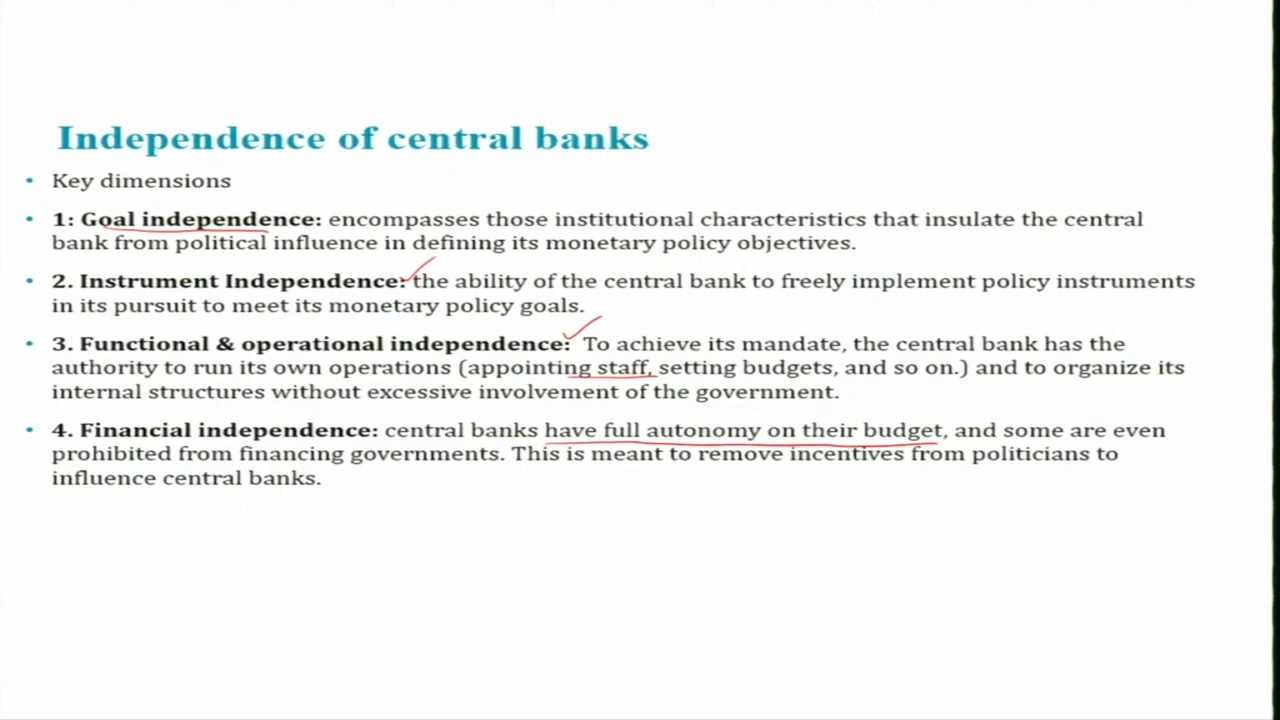 Independence of central banks
• Key dimensions
• 1: Goal independence: encompasses those institutional characteristics that insulate the central
bank from political influence in defining its monetary policy objectives.
• 2. Instrument Independence: the ability of the central bank to freely implement policy instruments
in its pursuit to meet its monetary policy goals.
• 3. Functional & operational independence: To achieve its mandate, the central bank has the
authority to run its own operations (appointing staff, setting budgets, and so on.) and to organize its
internal structures without excessive involvement of the government.
• 4. Financial independence: central banks have full autonomy on their budget, and some are even
prohibited from financing governments. This is meant to remove incentives from politicians to
influence central banks.